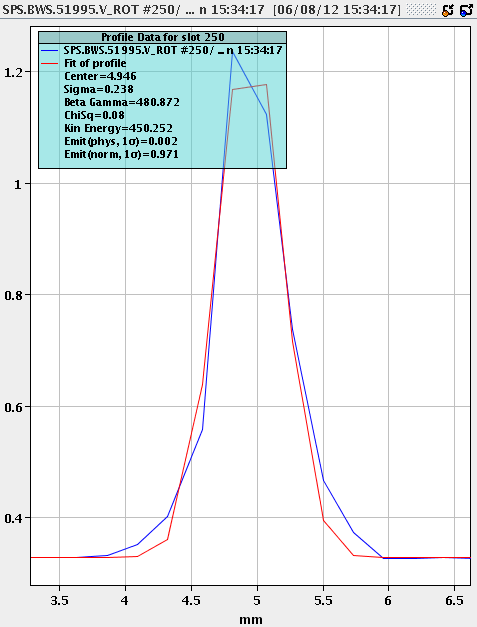 SPS.BWS.51995.V_ROT #250/ ... n 15:34:17 [06/08/12 15:34:17]
Profile Data for slot 250
SPS.BWS.51995.V_ROT #250/ ... n 15:34:17
Fit of profile
Center=4.946
Sigma=0.238
Beta Gamma=480.872
ChiSq=0.08
Kin Energy=450.252
Emit(phys, 1σ)=0.002
Emit(norm, 1σ)=0.971
1.2
1
0.8
0.6
0.4
3.5 4 4.5 5 5.5 6 6.5
mm